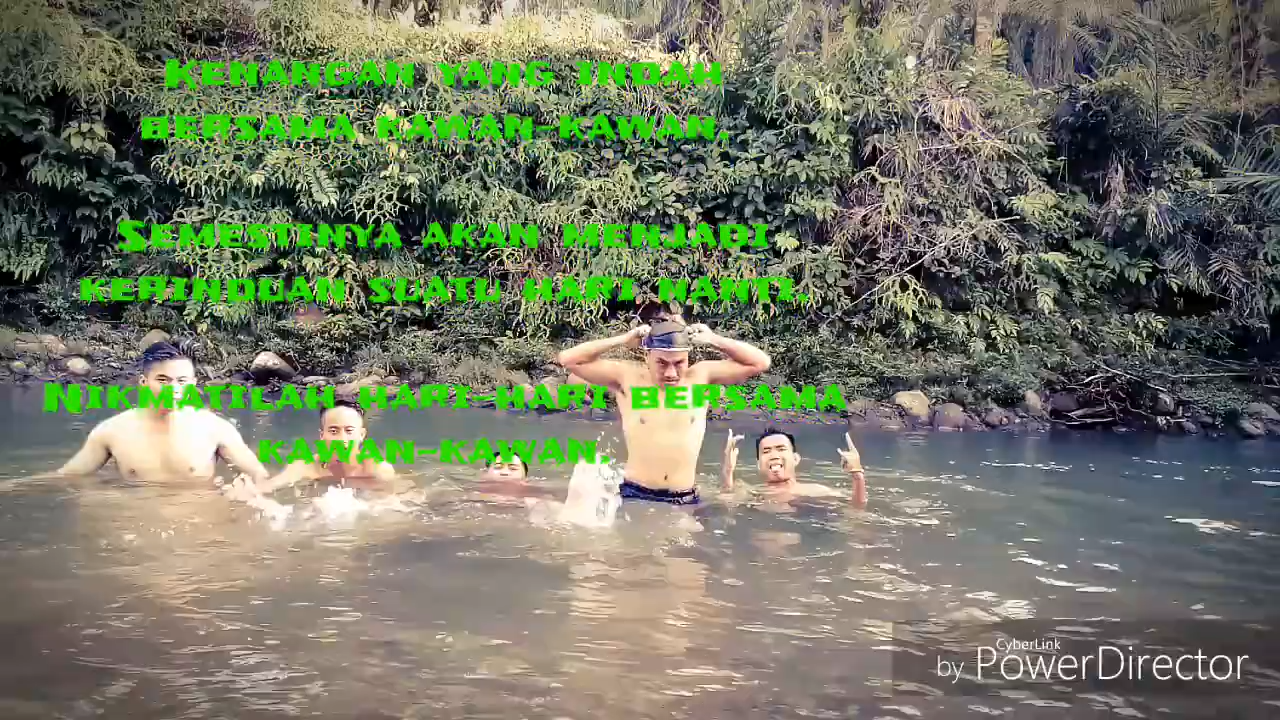 Kenangan yang indah
bersama kawan-kawan.
Semestinya akan menjadi
kerinduan suatu hari nanti.
Nikmatilah hari-hari bersama
kawan-kawan.
CyberLink
by PowerDirector